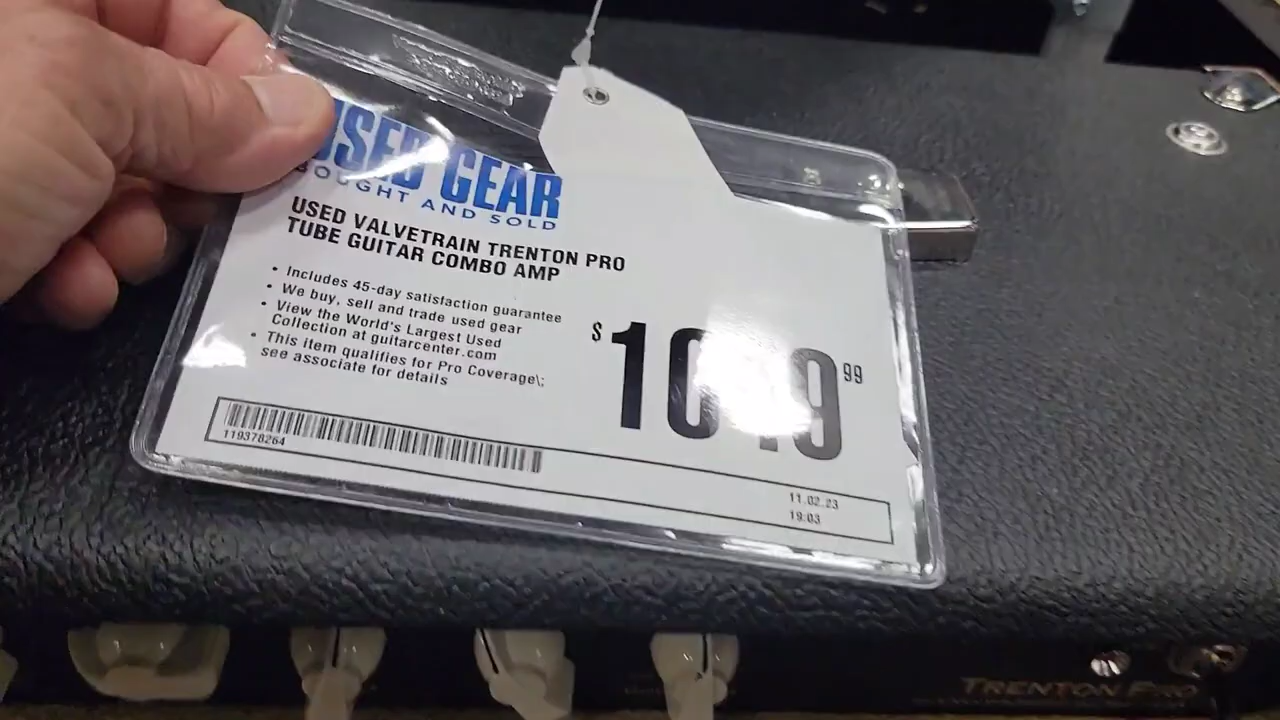 USED GEAR
BOUGHT AND SOLD
USED VALVETRAIN TRENTON PRO
TUBE GUITAR COMBO AMP
• Includes 45-day satisfaction guarantee
• We buy, sell and trade used gear
• View the World's Largest Used
Collection at guitarcenter.com
• This item qualifies for Pro Coverage\;
see associate for details
119378264
11.02.23
19:03
TRENTON PRO